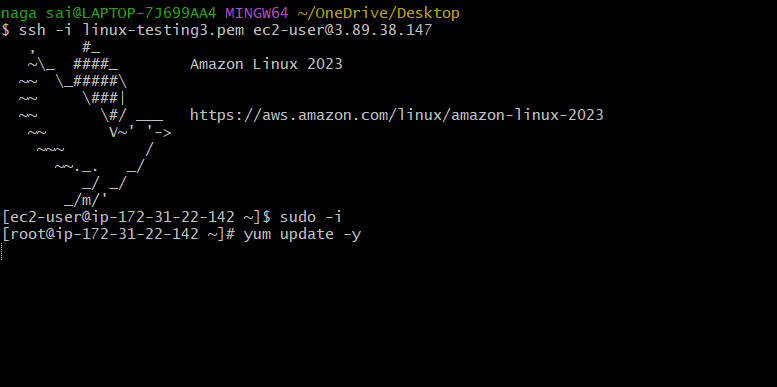 naga sai@LAPTOP-7J699AA4 MINGW64 ~/OneDrive/Desktop
$ ssh -i linux-testing3.pem ec2-user@3.89.38.147
   ,     #_
   ~\_  ####_        Amazon Linux 2023
  ~~  \_#####\
  ~~     \###|
  ~~       \#/ ___   https://aws.amazon.com/linux/amazon-linux-2023
   ~~       V~' '->
    ~~~         /
      ~~._.   _/
         _/ _/
       _/m/'
[ec2-user@ip-172-31-22-142 ~]$ sudo -i
[root@ip-172-31-22-142 ~]# yum update -y